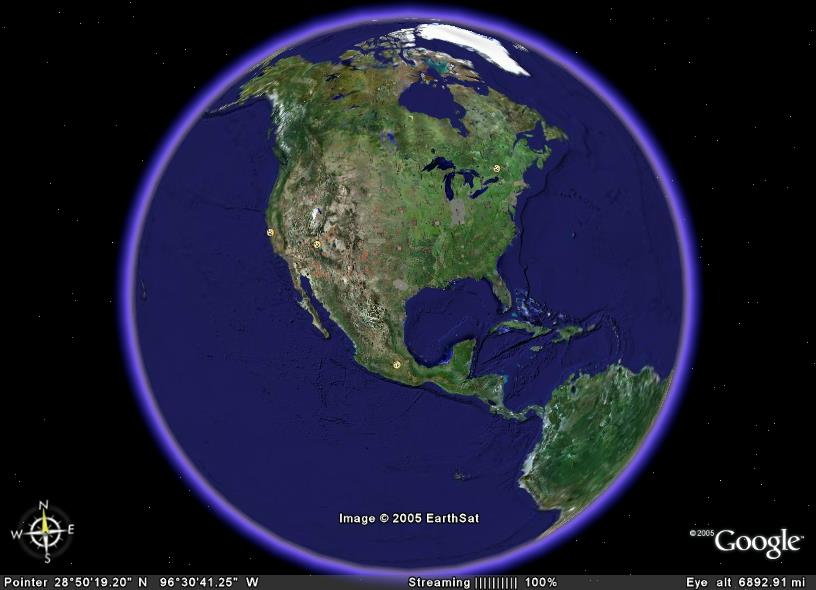 N
W E
S
Image © 2005 EarthSat
© 2005 Google
Pointer 28°50'19.20" N 96°30'41.25" W Streaming |||||||||| 100% Eye alt 6892.91 mi